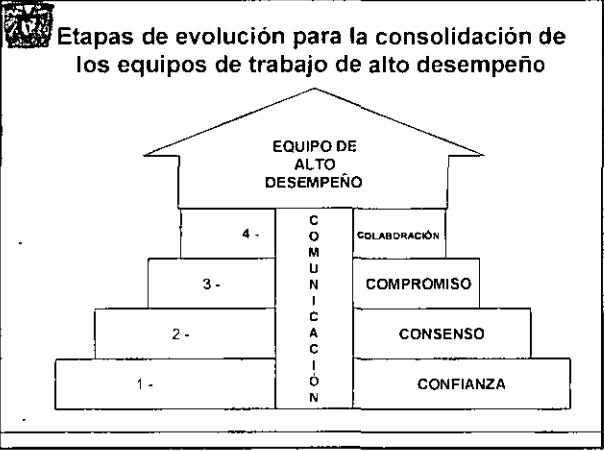 Etapas de evolución para la consolidación de
los equipos de trabajo de alto desempeño
EQUIPO DE
ALTO
DESEMPEÑO
4 -
COLABORACIÓN
3 -
COMPROMISO
2 -
CONSENSO
1 -
CONFIANZA
COMUNICACIÓN